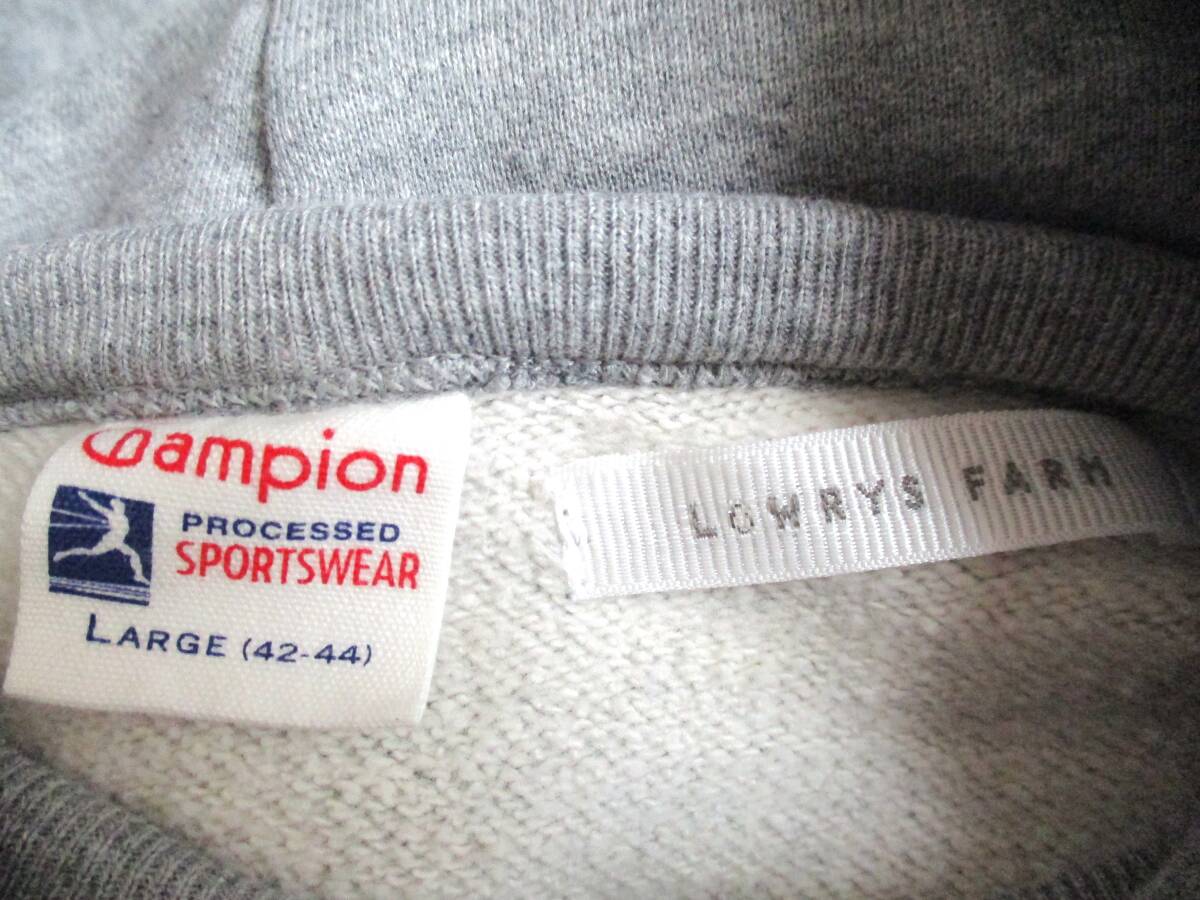 Champion
PROCESSED
SPORTSWEAR
LARGE (42-44)
LOWRYS FARM